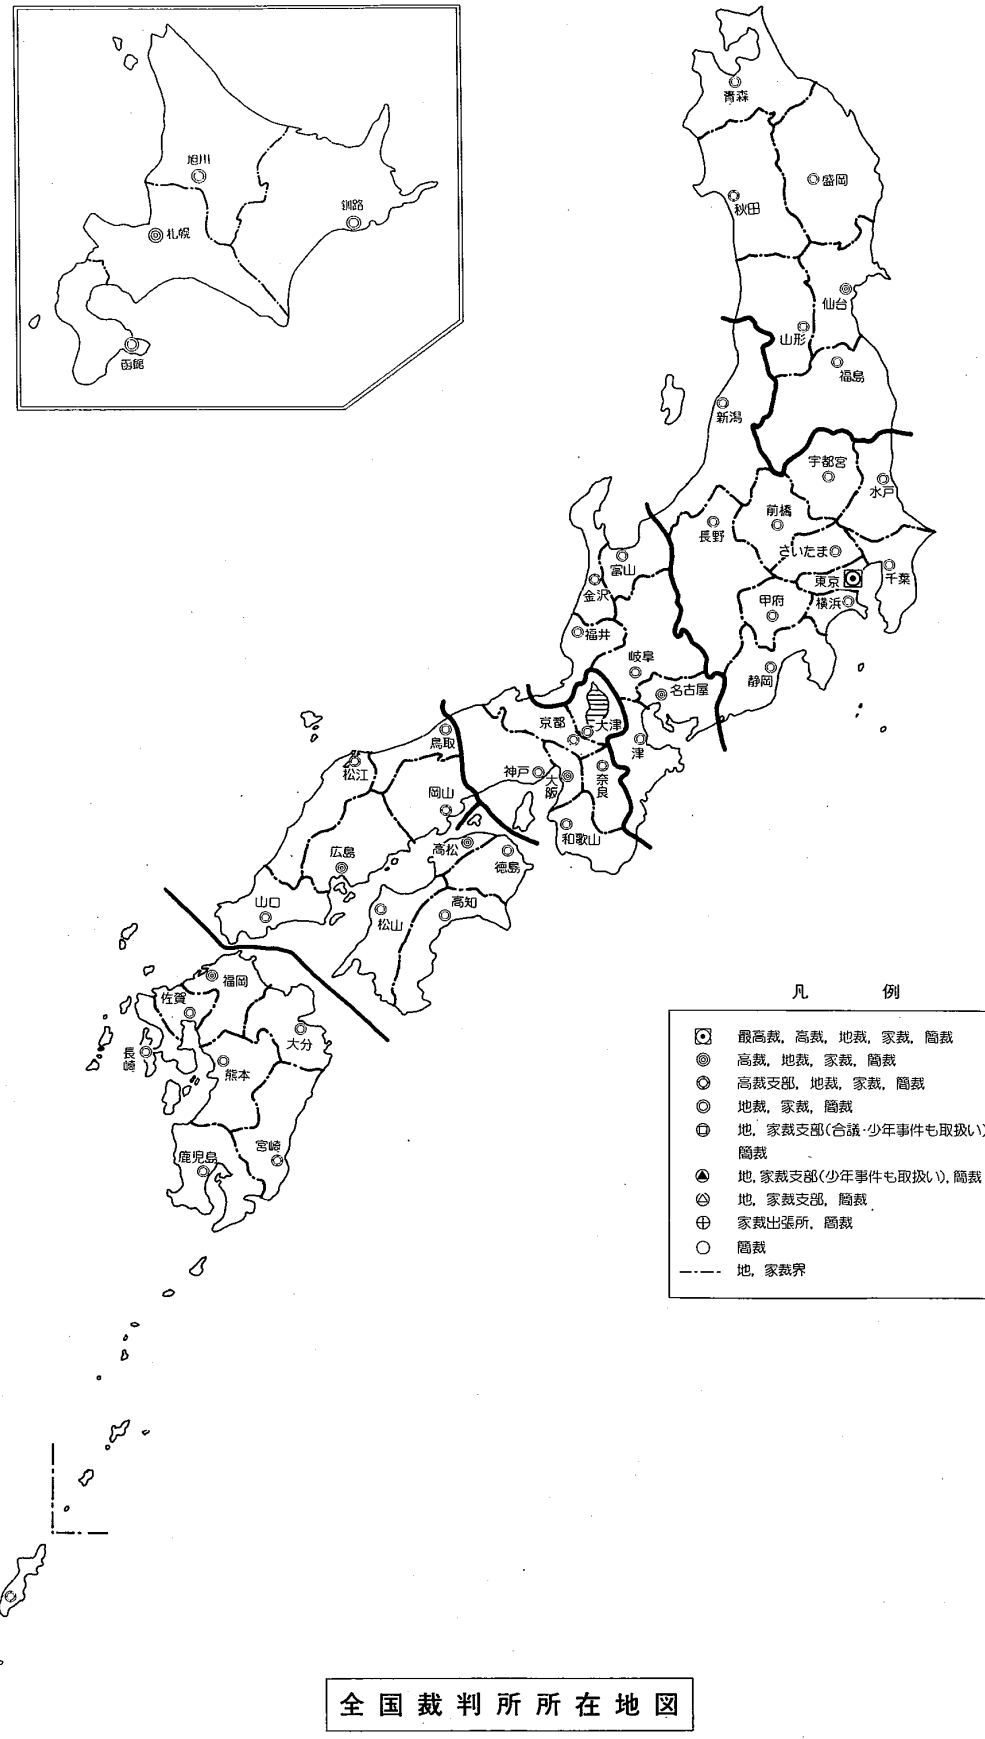 旭川
釧路
札幌
函館
青森
盛岡
秋田
仙台
山形
福島
新潟
宇都宮
水戸
前橋
長野
さいたま
富山
東京
千葉
金沢
甲府
横浜
福井
岐阜
静岡
名古屋
京都
大津
鳥取
津
松江
神戸
大阪
奈良
岡山
和歌山
広島
高松
徳島
山口
松山
高知
福岡
佐賀
大分
長崎
熊本
宮崎
鹿児島
凡例
最高裁，高裁，地裁，家裁，簡裁
高裁，地裁，家裁，簡裁
高裁支部，地裁，家裁，簡裁
地裁，家裁，簡裁
地，家裁支部(合議・少年事件も取扱い)
簡裁
地，家裁支部(少年事件も取扱い)，簡裁
地，家裁支部，簡裁
家裁出張所，簡裁
簡裁
地，家裁界
全国裁判所所在地図